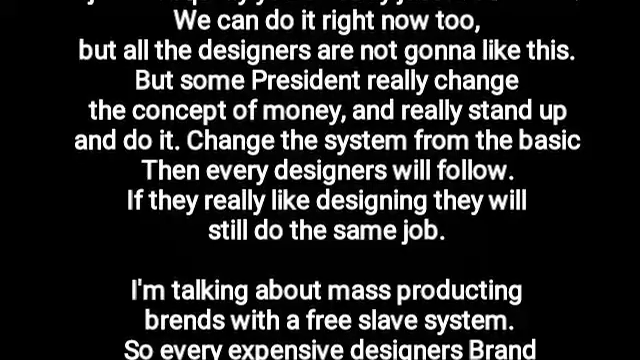 We can do it right now too,
but all the designers are not gonna like this.
But some President really change
the concept of money, and really stand up
and do it. Change the system from the basic
Then every designers will follow.
If they really like designing they will
still do the same job.
I'm talking about mass producting
brends with a free slave system.
So every expensive designers Brand